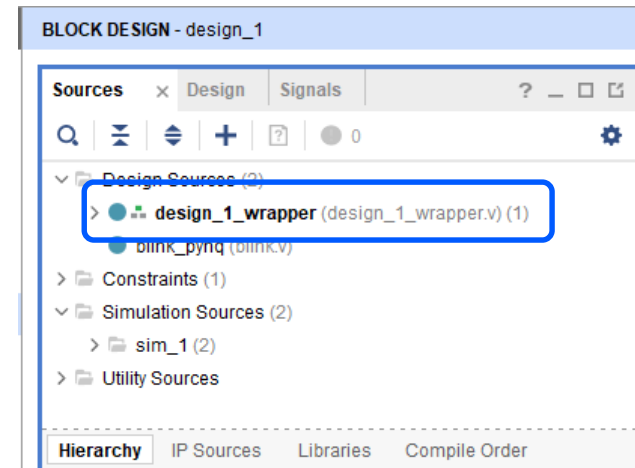 BLOCK DESIGN - design_1
Sources × Design Signals ? _
? 0
Design Sources (2)
design_1_wrapper (design_1_wrapper.v) (1)
blink_pynq (blink.v)
Constraints (1)
Simulation Sources (2)
sim_1 (2)
Utility Sources
Hierarchy IP Sources Libraries Compile Order